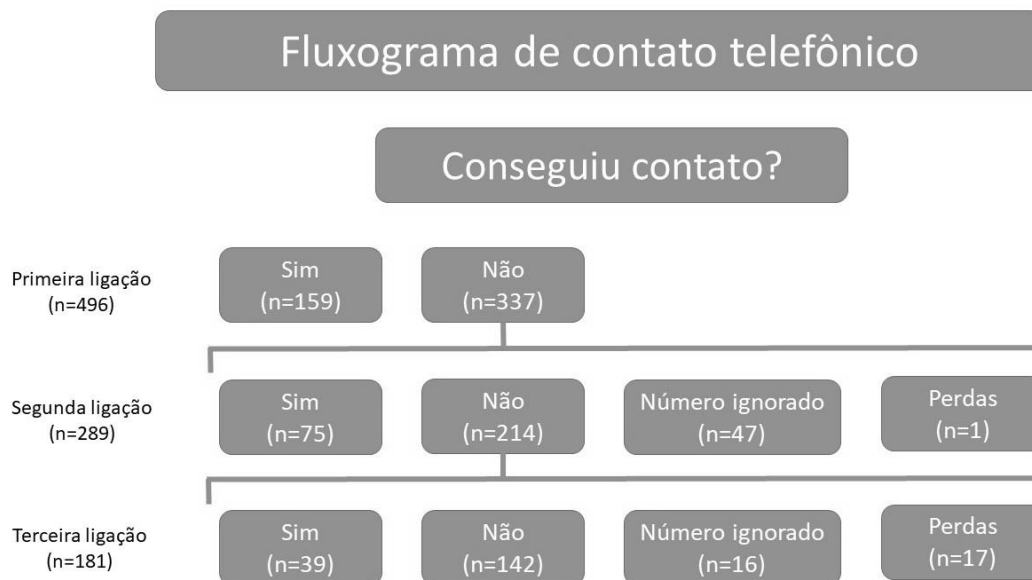 Fluxograma de contato telefônico
Conseguiu contato?
Primeira ligação
(n=496)
Sim
(n=159)
Não
(n=337)
Segunda ligação
(n=289)
Sim
(n=75)
Não
(n=214)
Número ignorado
(n=47)
Perdas
(n=1)
Terceira ligação
(n=181)
Sim
(n=39)
Não
(n=142)
Número ignorado
(n=16)
Perdas
(n=17)